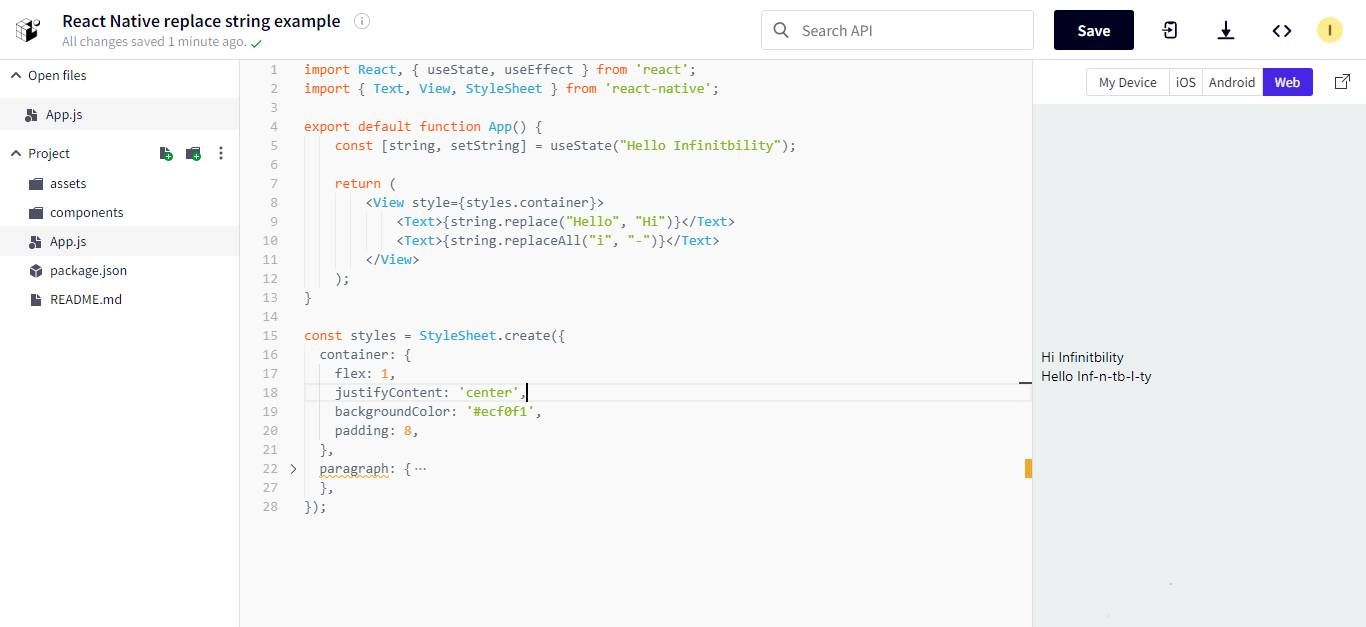 React Native replace string example
All changes saved 1 minute ago.
Search API
Save
I
Open files
App.js
Project
assets
components
App.js
package.json
README.md
1 import React, { useState, useEffect } from 'react';
2 import { Text, View, StyleSheet } from 'react-native';
3
4 export default function App() {
5 const [string, setString] = useState("Hello Infinitbility");
6
7 return (
8 <View style={styles.container}>
9 <Text>{string.replace("Hello", "Hi")}</Text>
10 <Text>{string.replaceAll("i", "-")}</Text>
11 </View>
12 );
13 }
14
15 const styles = StyleSheet.create({
16 container: {
17 flex: 1,
18 justifyContent: 'center',
19 backgroundColor: '#ecf0f1',
20 padding: 8,
21 },
22 paragraph: { ···
27 },
28 });
My Device iOS Android Web
Hi Infinitbility
Hello Inf-n-tb-l-ty